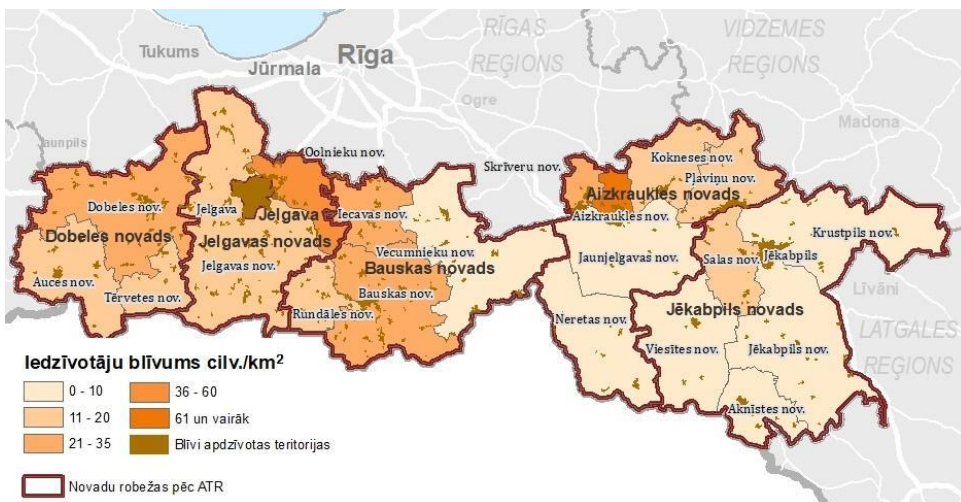 RĪGAS
REĢIONS
VIDZEMES
REĢIONS
Tukums
Rīga
Jūrmala
Ogre
Madona
aunpils
Oolnieku nov.
Skrīveru nov.
Kokneses nov.
Pļaviņu nov.
Aizkraukles novads
Aizkraukles nov.
Dobeles nov.
Jelgava
Jelgava
Iecavas nov.
Dobeles novads
Jelgavas novads
Vecumnieku nov.
Bauskas novads
Jaunjelgavas nov.
Salas nov.
Jēkabpils
Krustpils nov.
Jelgavas nov.
Auces nov.
Tērvetes nov.
Bauskas nov.
Rundāles nov.
Neretas nov.
Jēkabpils novads
Līvāni
Viesītes nov.
Jēkabpils nov.
LATGALES
REĢIONS
Aknīstes nov.
Iedzīvotāju blīvums cilv./km²
0 - 10
36 - 60
11 - 20
61 un vairāk
21 - 35
Blīvi apdzīvotas teritorijas
Novadu robežas pēc ATR